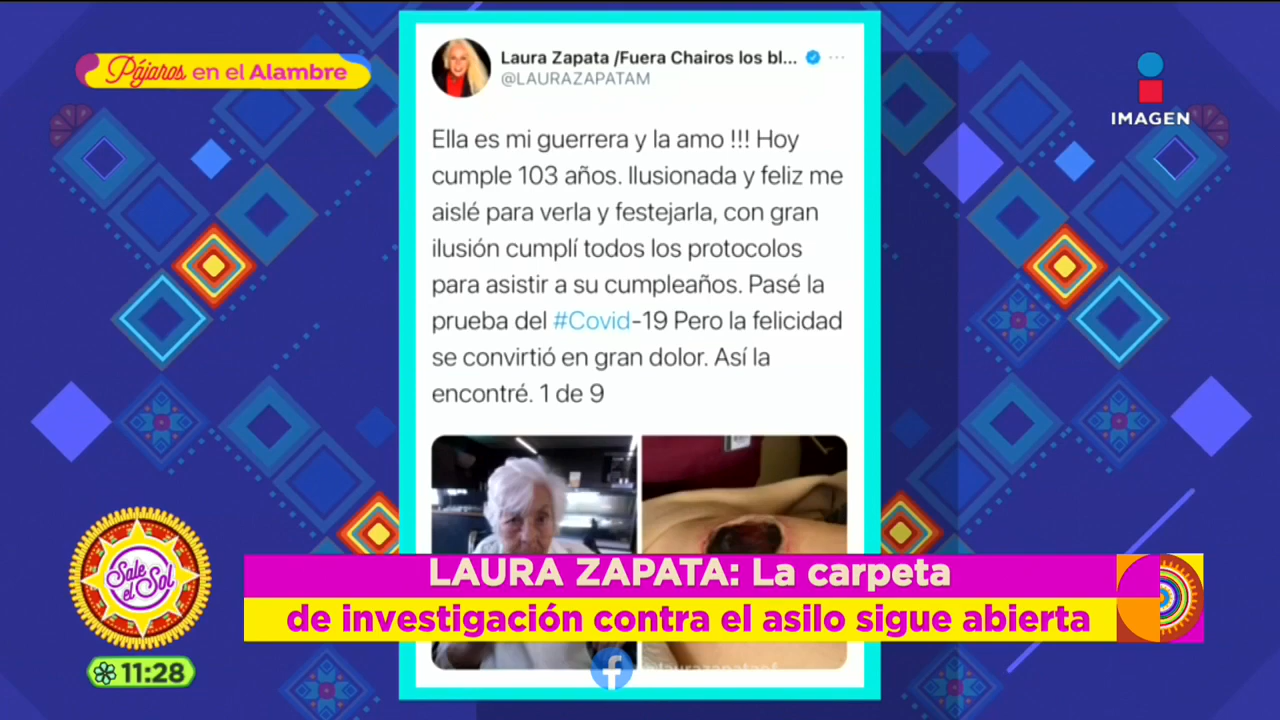 Pájaros en el Alambre
IMAGEN
Laura Zapata /Fuera Chairos los bl...
@LAURAZAPATAM
Ella es mi guerrera y la amo !!! Hoy
cumple 103 años. Ilusionada y feliz me
aislé para verla y festejarla, con gran
ilusión cumplí todos los protocolos
para asistir a su cumpleaños. Pasé la
prueba del #Covid-19 Pero la felicidad
se convirtió en gran dolor. Así la
encontré. 1 de 9
Sale
el Sol
LAURA ZAPATA: La carpeta
de investigación contra el asilo sigue abierta
11:28
f